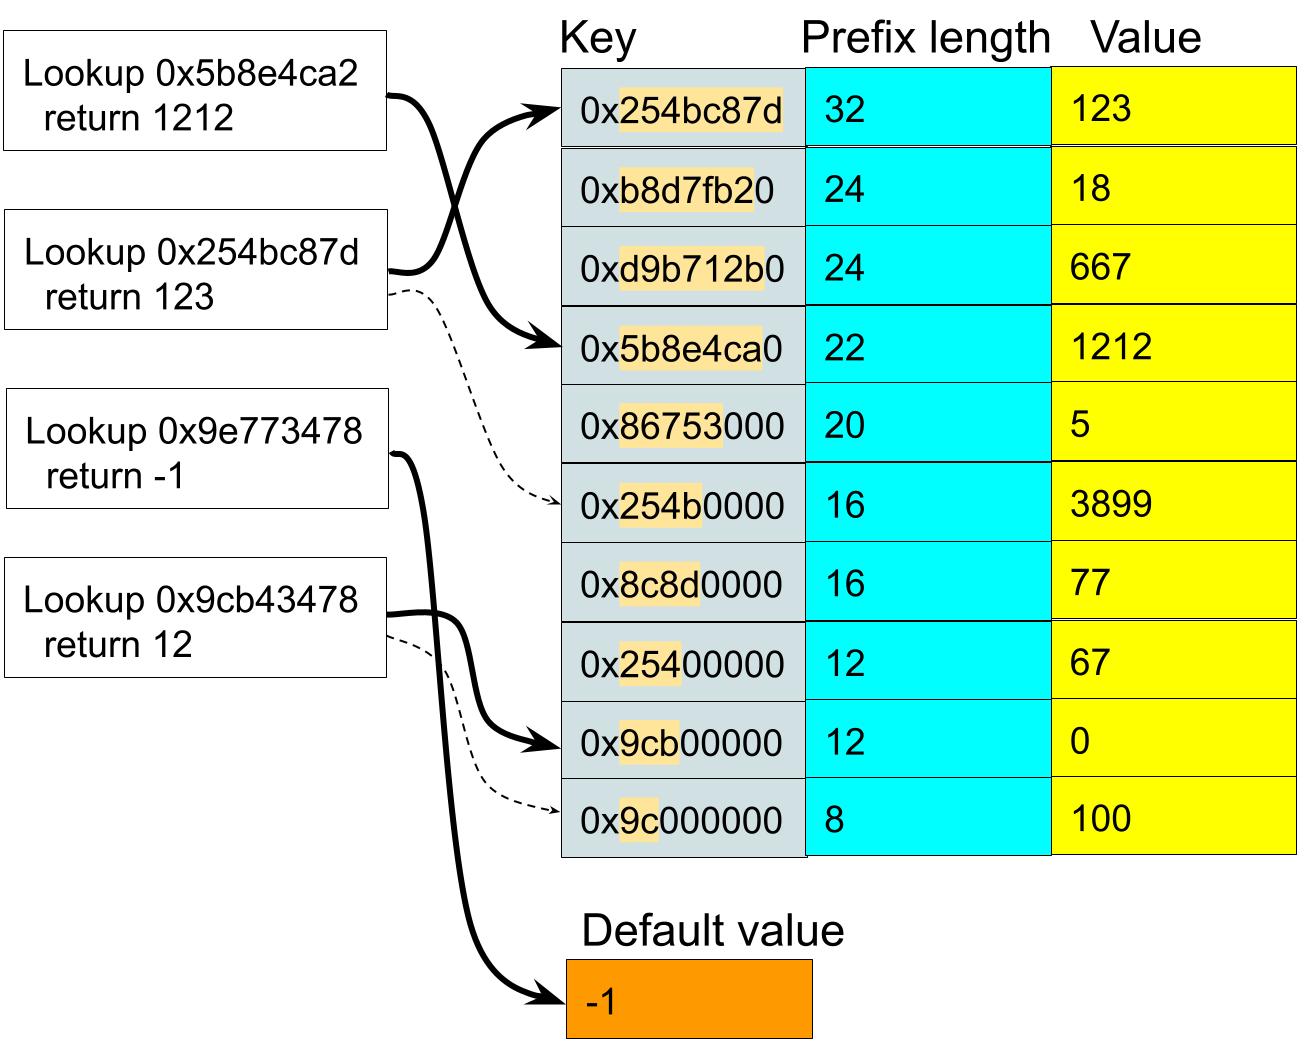 Lookup 0x5b8e4ca2
return 1212
Lookup 0x254bc87d
return 123
Lookup 0x9e773478
return -1
Lookup 0x9cb43478
return 12
Key Prefix length Value
0x254bc87d 32 123
0xb8d7fb20 24 18
0xd9b712b0 24 667
0x5b8e4ca0 22 1212
0x86753000 20 5
0x254b0000 16 3899
0x8c8d0000 16 77
0x25400000 12 67
0x9cb00000 12 0
0x9c000000 8 100
Default value
-1